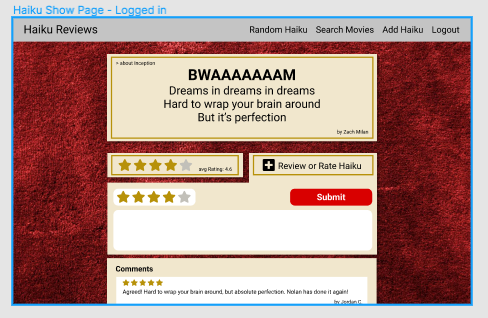 Haiku Show Page - Logged in
Haiku Reviews
Random Haiku Search Movies Add Haiku Logout
+ about Inception
BWAAAAAAAM
Dreams in dreams in dreams
Hard to wrap your brain around
But it's perfection
by Zach Milan
avg Rating: 4.6
Review or Rate Haiku
Submit
Comments
Agreed! Hard to wrap your brain around, but absolute perfection. Nolan has done it again!
by Jordan C.